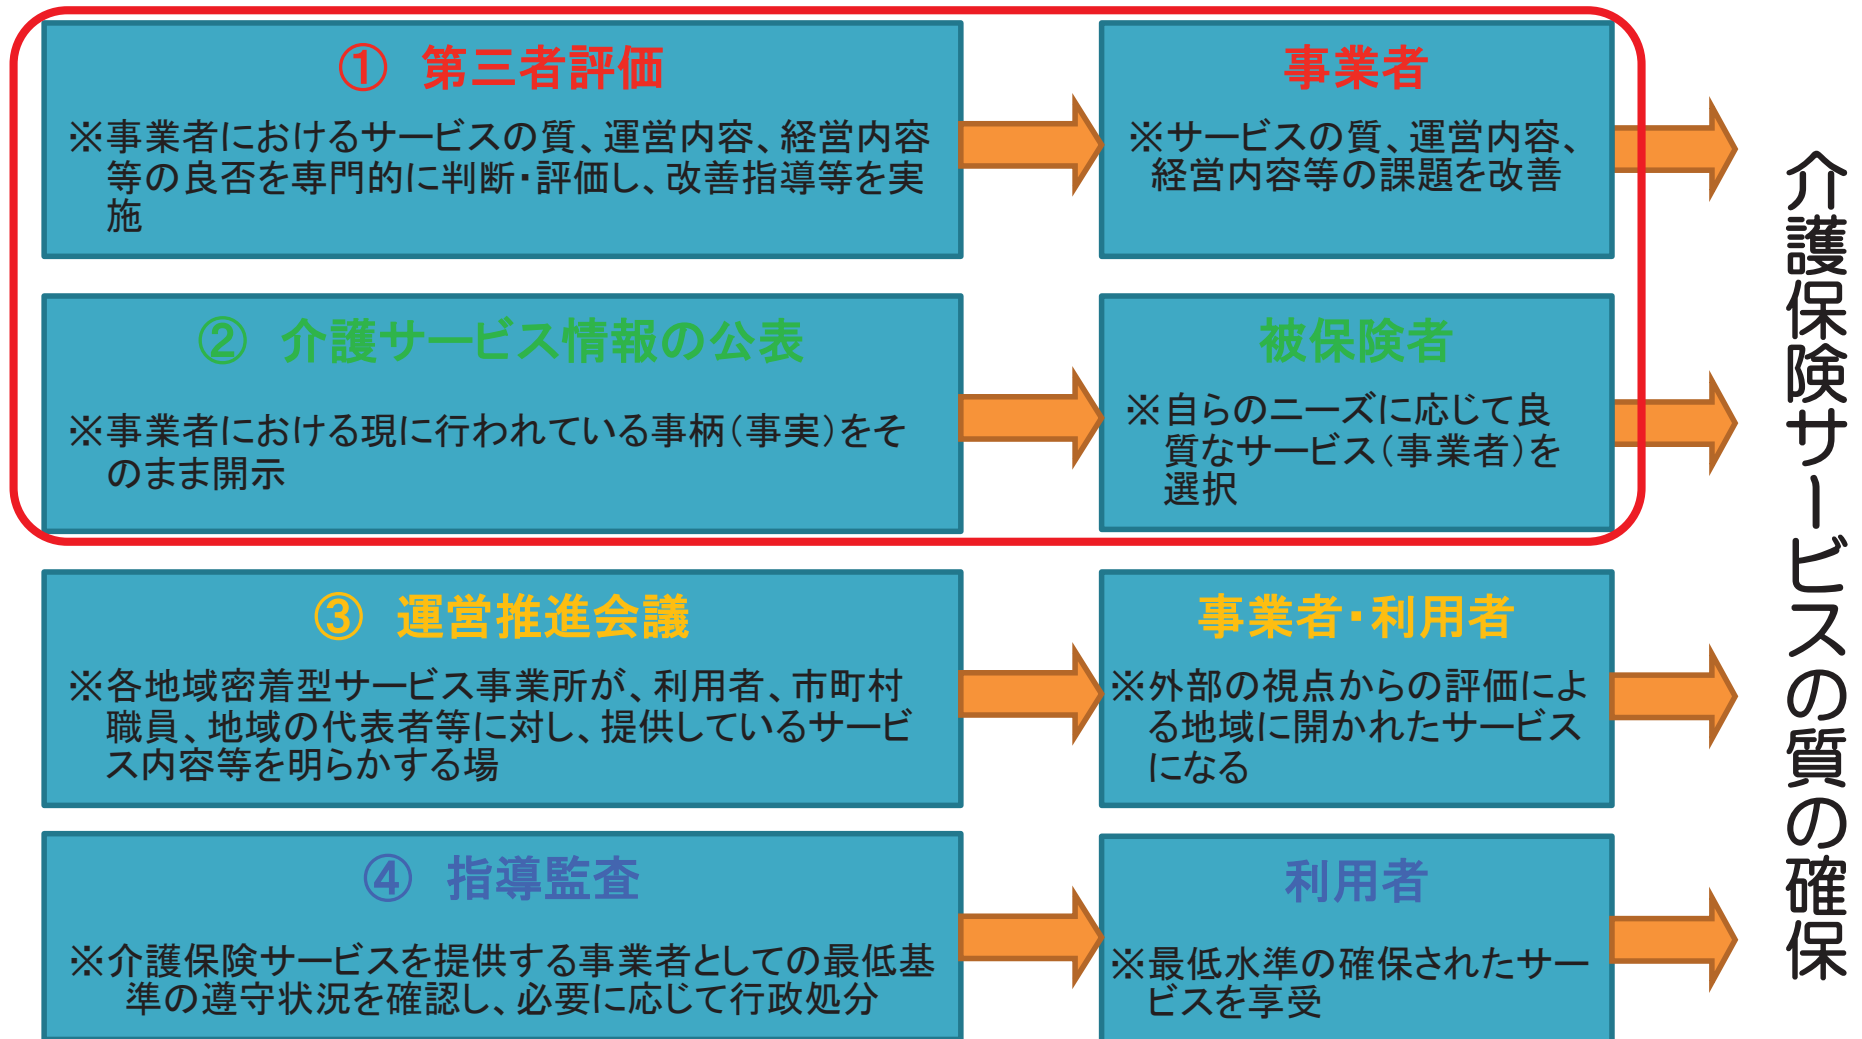 ① 第三者評価
※事業者におけるサービスの質、運営内容、経営内容
等の良否を専門的に判断・評価し、改善指導等を実
施
事業者
※サービスの質、運営内容、
経営内容等の課題を改善
② 介護サービス情報の公表
※事業者における現に行われている事柄(事実)をそ
のまま開示
被保険者
※自らのニーズに応じて良
質なサービス(事業者)を
選択
③ 運営推進会議
※各地域密着型サービス事業所が、利用者、市町村
職員、地域の代表者等に対し、提供しているサービ
ス内容等を明らかする場
事業者・利用者
※外部の視点からの評価によ
る地域に開かれたサービス
になる
④ 指導監査
※介護保険サービスを提供する事業者としての最低基
準の遵守状況を確認し、必要に応じて行政処分
利用者
※最低水準の確保されたサー
ビスを享受
介護保険サービスの質の確保